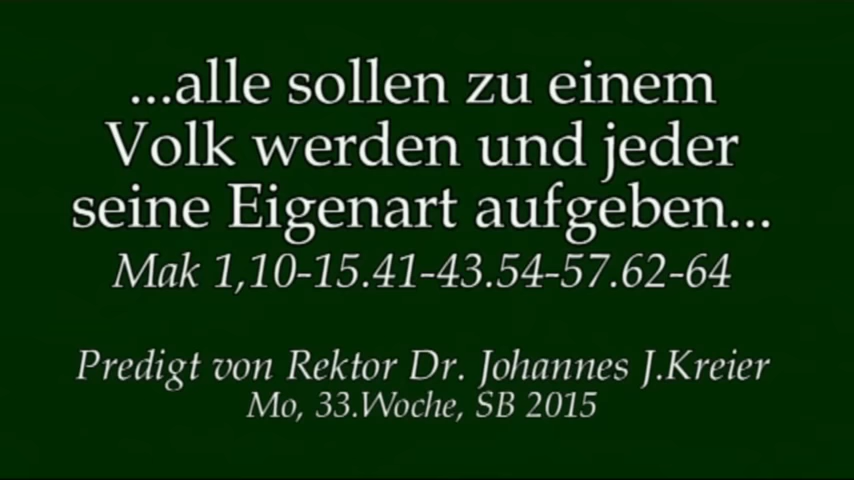 ...alle sollen zu einem
Volk werden und jeder
seine Eigenart aufgeben...
Mak 1,10-15.41-43.54-57.62-64
Predigt von Rektor Dr. Johannes J.Kreier
Mo, 33.Woche, SB 2015